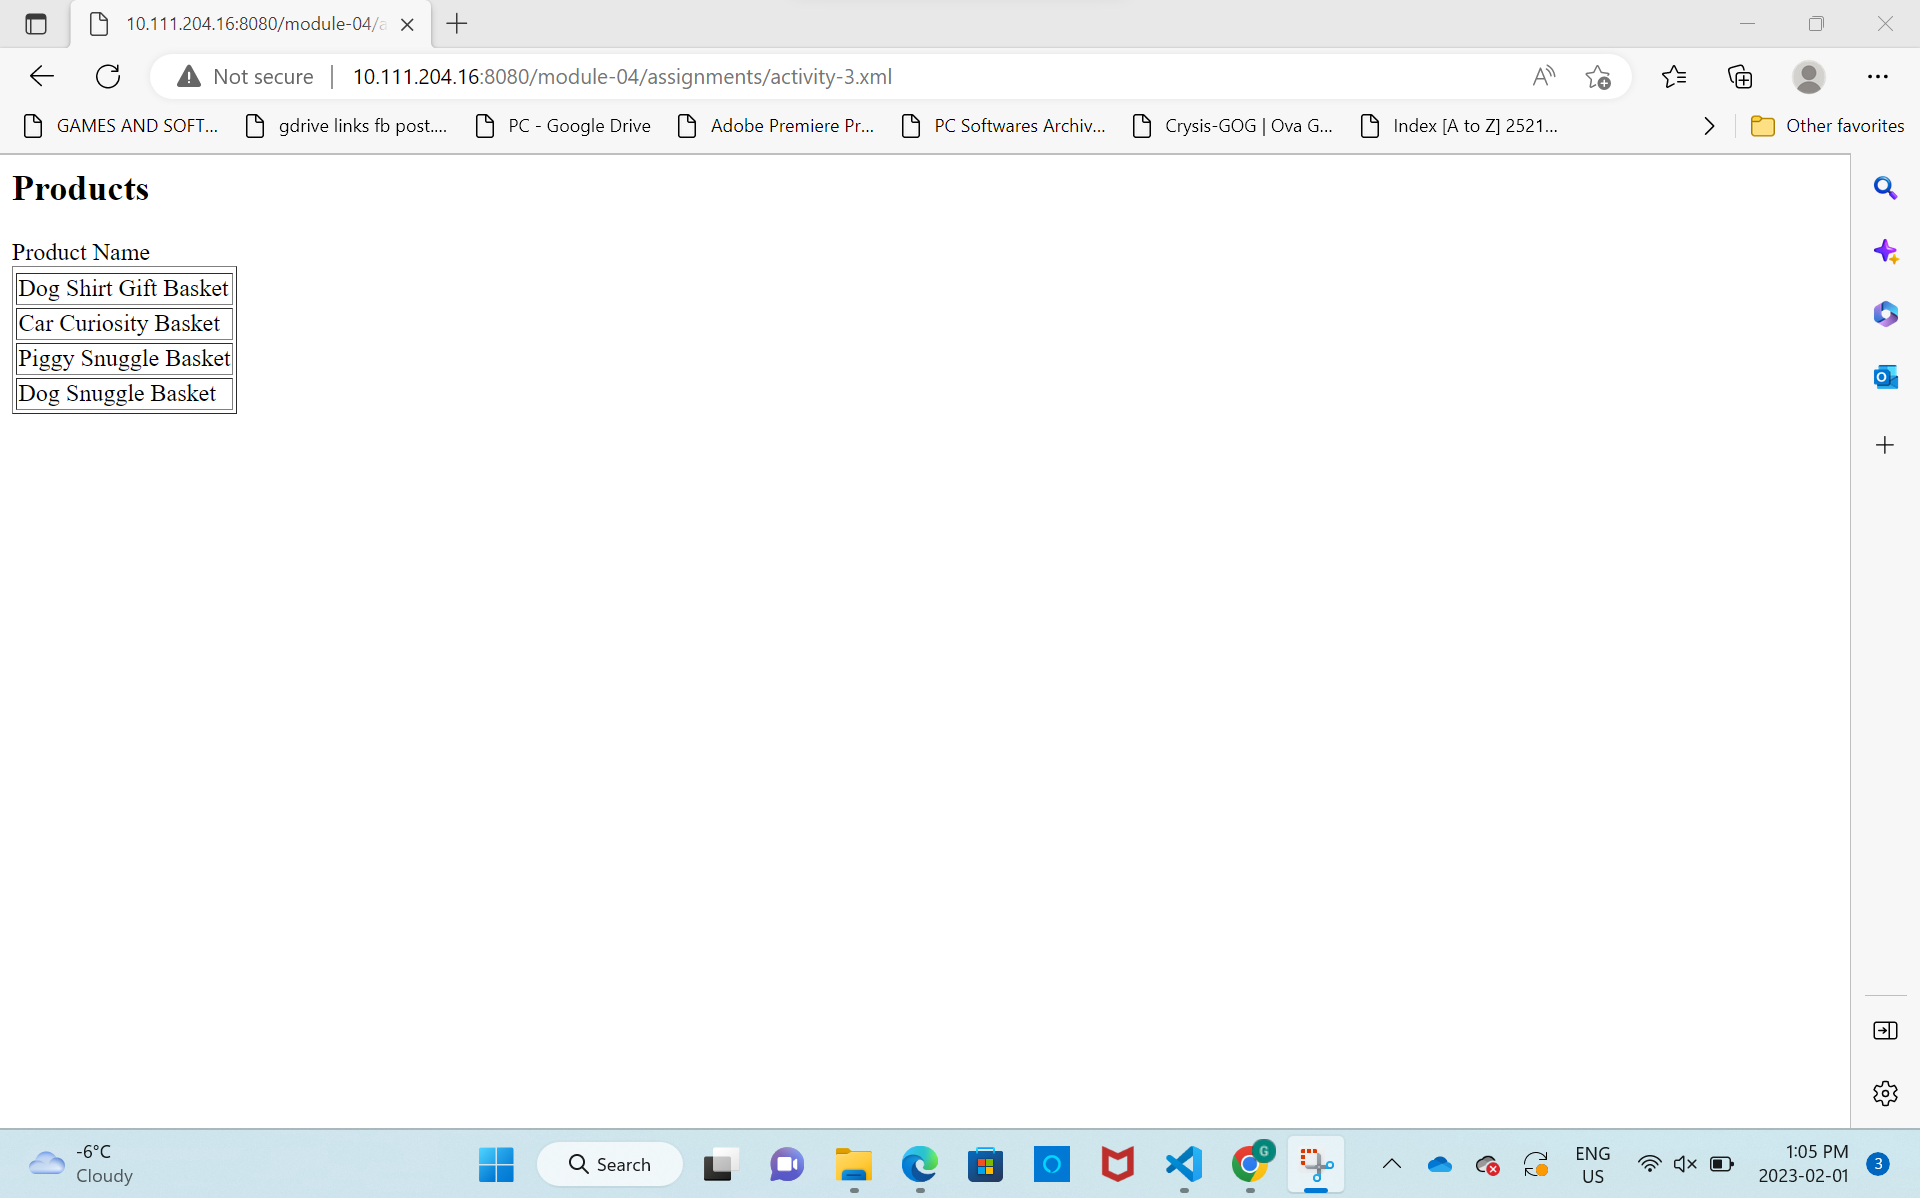 10.111.204.16:8080/module-04/a
Not secure 10.111.204.16:8080/module-04/assignments/activity-3.xml
GAMES AND SOFT... gdrive links fb post.... PC - Google Drive Adobe Premiere Pr... PC Softwares Archiv... Crysis-GOG | Ova G... Index [A to Z] 2521... Other favorites
Products
Product Name
Dog Shirt Gift Basket
Car Curiosity Basket
Piggy Snuggle Basket
Dog Snuggle Basket
-6°C
Cloudy
Search
G
ENG
US
1:05 PM
2023-02-01
3